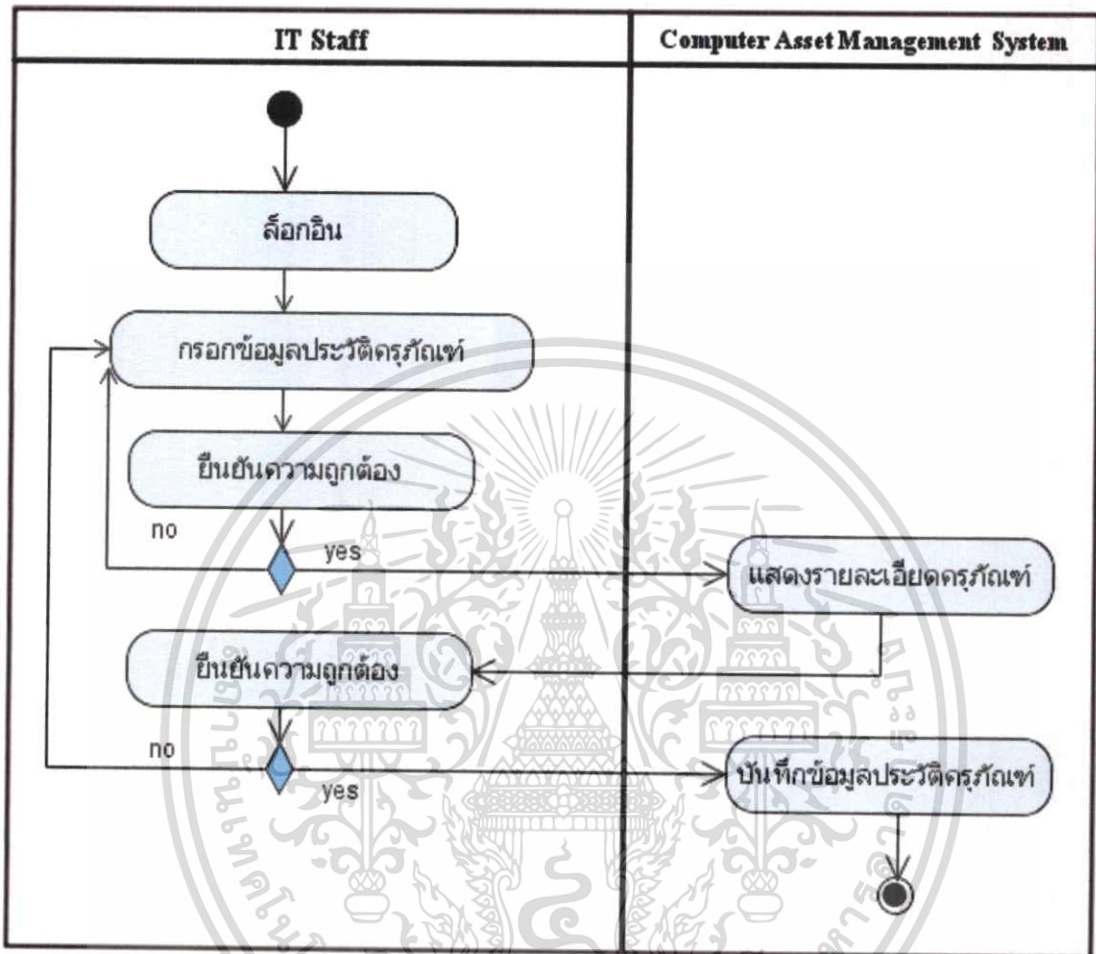 IT Staff
Computer Asset Management System
ล็อกอิน
กรอกข้อมูลประวัติครุภัณฑ์
ยืนยันความถูกต้อง
no
yes
แสดงรายละเอียดครุภัณฑ์
ยืนยันความถูกต้อง
no
yes
บันทึกข้อมูลประวัติครุภัณฑ์